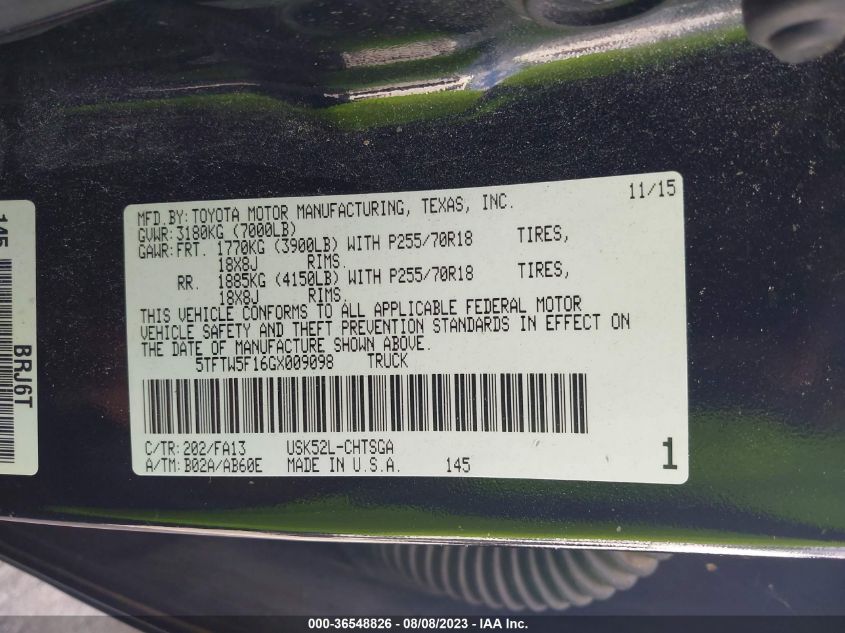 145
BRJ6T
11/15
MFD.BY: TOYOTA MOTOR MANUFACTURING, TEXAS, INC.
GVWR: 3180KG (7000LB)
GAWR: FRT. 1770KG (3900LB) WITH P255/70R18 TIRES,
18X8J RIMS.
RR. 1885KG (4150LB) WITH P255/70R18 TIRES,
18X8J RIMS.
THIS VEHICLE CONFORMS TO ALL APPLICABLE FEDERAL MOTOR
VEHICLE SAFETY AND THEFT PREVENTION STANDARDS IN EFFECT ON
THE DATE OF MANUFACTURE SHOWN ABOVE.
5TFTW5F16GX009098 TRUCK
C/TR: 202/FA13 USK52L-CHTSGA
A/TM: B02A/AB60E MADE IN U.S.A. 145 1
000-36548826 - 08/08/2023 - IAA Inc.